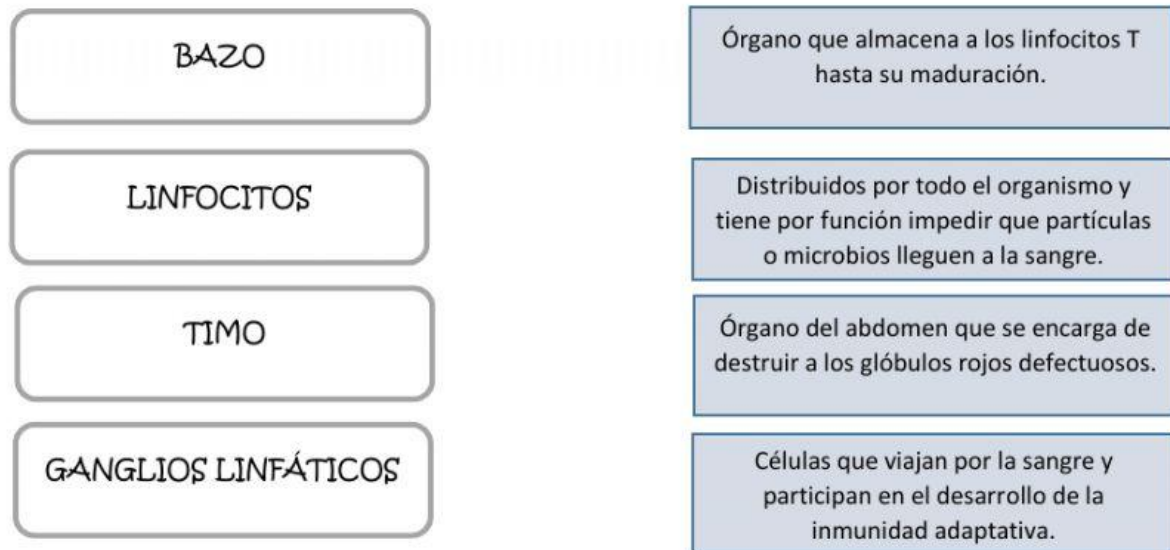 BAZO
Órgano que almacena a los linfocitos T
hasta su maduración.
LINFOCITOS
Distribuidos por todo el organismo y
tiene por función impedir que partículas
o microbios lleguen a la sangre.
TIMO
Órgano del abdomen que se encarga de
destruir a los glóbulos rojos defectuosos.
GANGLIOS LINFÁTICOS
Células que viajan por la sangre y
participan en el desarrollo de la
inmunidad adaptativa.